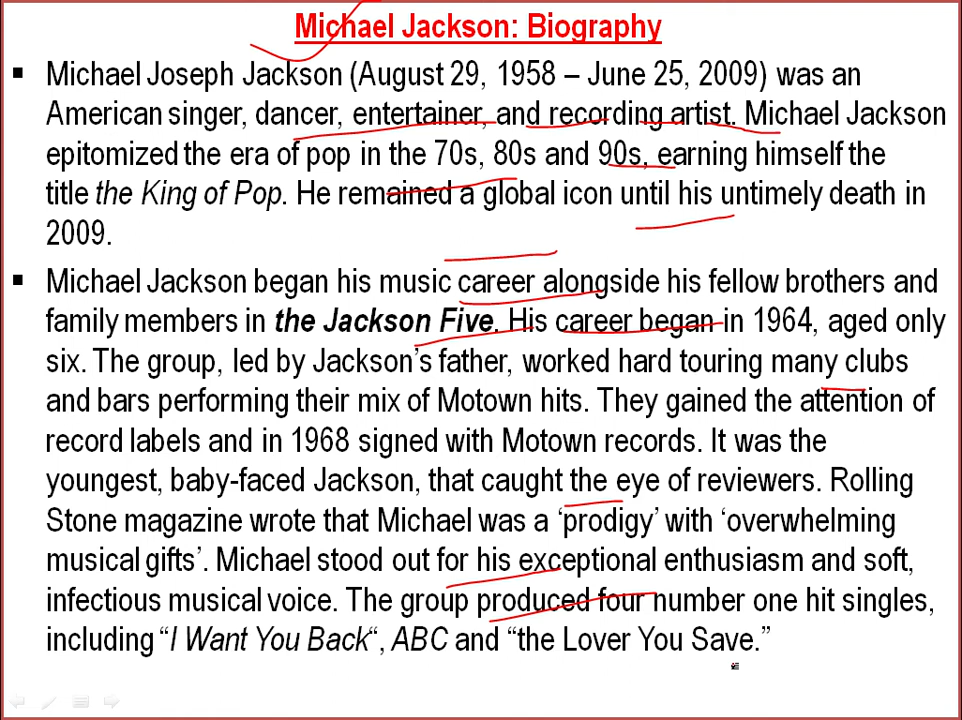 Michael Jackson: Biography
▪ Michael Joseph Jackson (August 29, 1958 – June 25, 2009) was an
American singer, dancer, entertainer, and recording artist. Michael Jackson
epitomized the era of pop in the 70s, 80s and 90s, earning himself the
title the King of Pop. He remained a global icon until his untimely death in
2009.
▪ Michael Jackson began his music career alongside his fellow brothers and
family members in the Jackson Five. His career began in 1964, aged only
six. The group, led by Jackson’s father, worked hard touring many clubs
and bars performing their mix of Motown hits. They gained the attention of
record labels and in 1968 signed with Motown records. It was the
youngest, baby-faced Jackson, that caught the eye of reviewers. Rolling
Stone magazine wrote that Michael was a ‘prodigy’ with ‘overwhelming
musical gifts’. Michael stood out for his exceptional enthusiasm and soft,
infectious musical voice. The group produced four number one hit singles,
including “I Want You Back“, ABC and “the Lover You Save.”